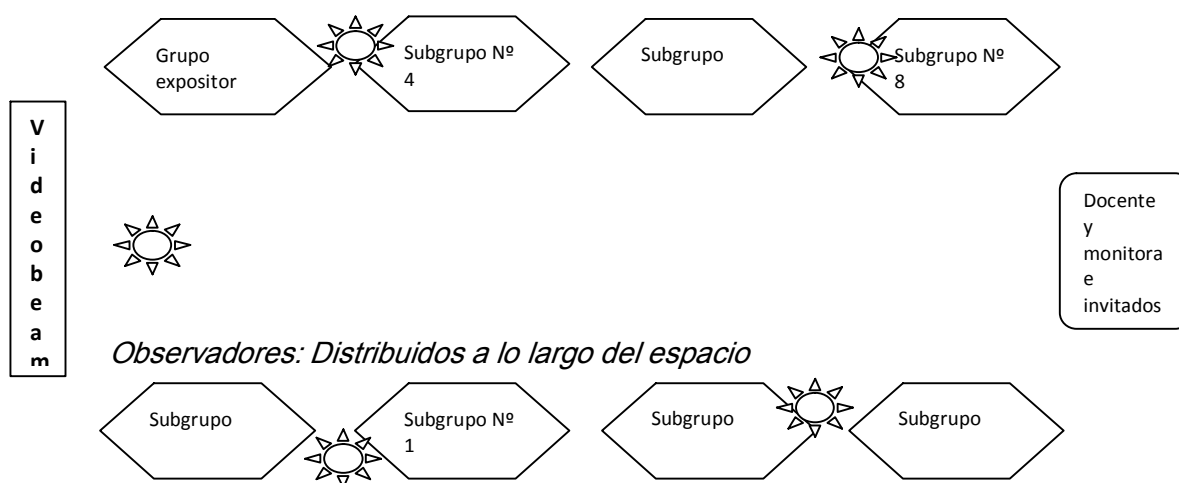 Grupo
expositor
Subgrupo Nº
4
Subgrupo
Subgrupo Nº
8
V
i
d
e
o
b
e
a
m
Docente
y
monitora
e
invitados
Observadores: Distribuidos a lo largo del espacio
Subgrupo
Subgrupo Nº
1
Subgrupo
Subgrupo